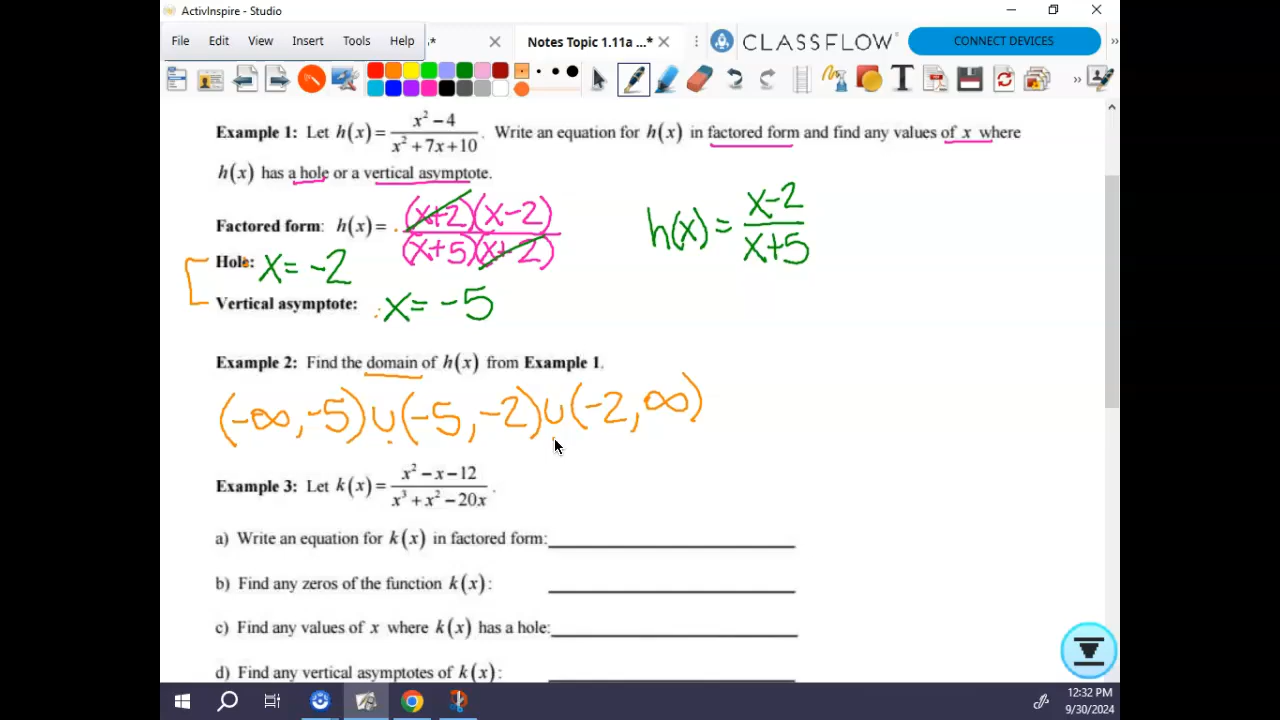 ActivInspire - Studio
File Edit View Insert Tools Help .* Notes Topic 1.11a ...* CLASSFLOW CONNECT DEVICES
Example 1: Let h(x) = (x² − 4)/(x² + 7x + 10). Write an equation for h(x) in factored form and find any values of x where
h(x) has a hole or a vertical asymptote.
Factored form: h(x) = (x+2)(x−2)/(x+5)(x+2) h(x) = x−2/x+5
Hole: x = −2
Vertical asymptote: x = −5
Example 2: Find the domain of h(x) from Example 1.
(−∞, −5) ∪ (−5, −2) ∪ (−2, ∞)
Example 3: Let k(x) = (x² − x − 12)/(x³ + x² − 20x).
a) Write an equation for k(x) in factored form:
b) Find any zeros of the function k(x):
c) Find any values of x where k(x) has a hole:
d) Find any vertical asymptotes of k(x):
12:32 PM
9/30/2024